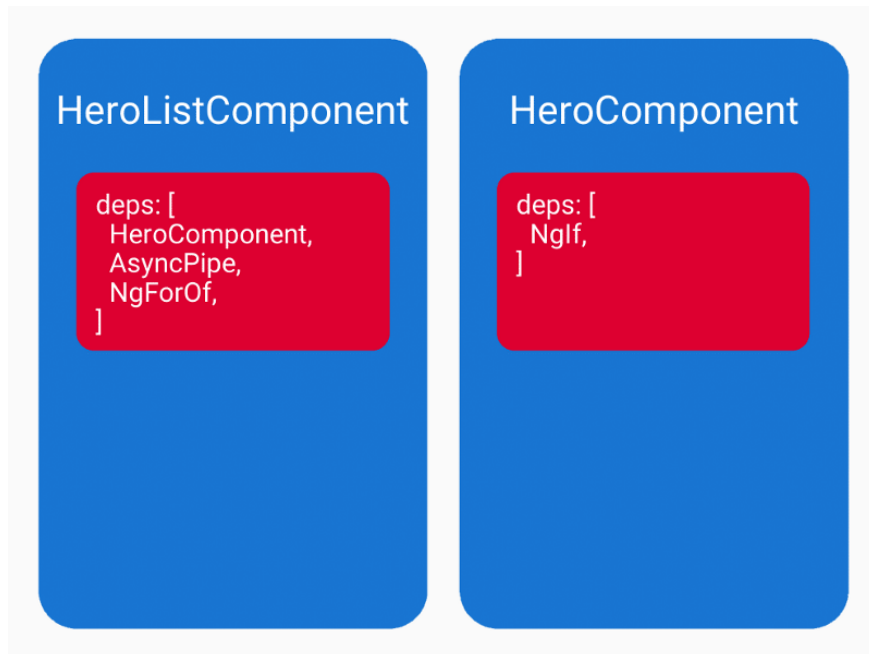 HeroListComponent
deps: [
HeroComponent,
AsyncPipe,
NgForOf,
]
HeroComponent
deps: [
NgIf,
]